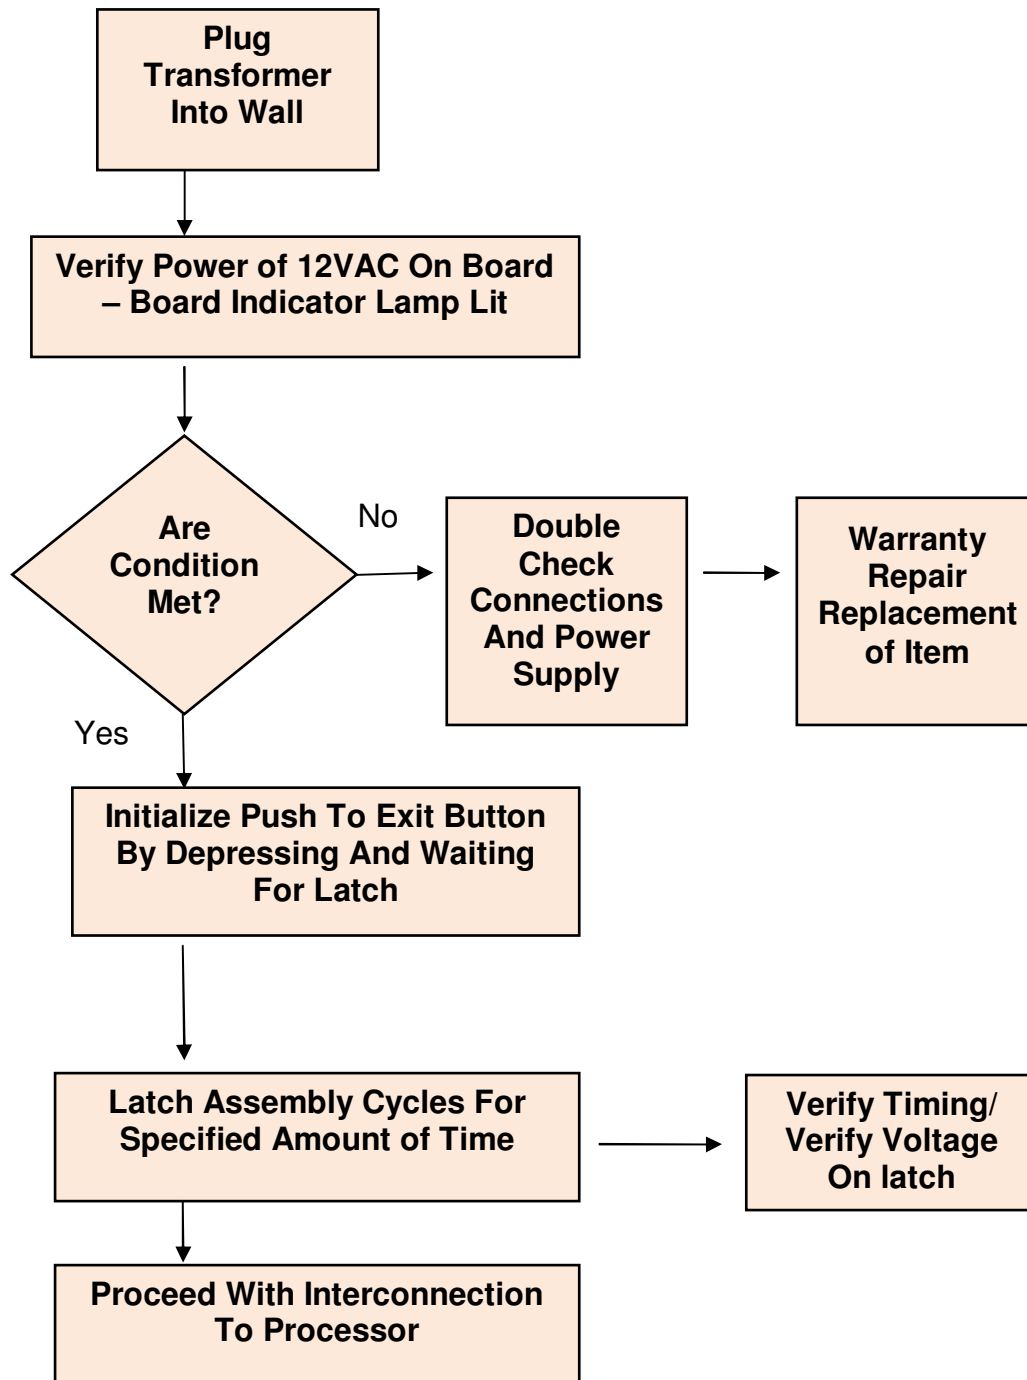 Plug
Transformer
Into Wall
Verify Power of 12VAC On Board
– Board Indicator Lamp Lit
Are
Condition
Met?
No
Double
Check
Connections
And Power
Supply
Warranty
Repair
Replacement
of Item
Yes
Initialize Push To Exit Button
By Depressing And Waiting
For Latch
Latch Assembly Cycles For
Specified Amount of Time
Verify Timing/
Verify Voltage
On latch
Proceed With Interconnection
To Processor